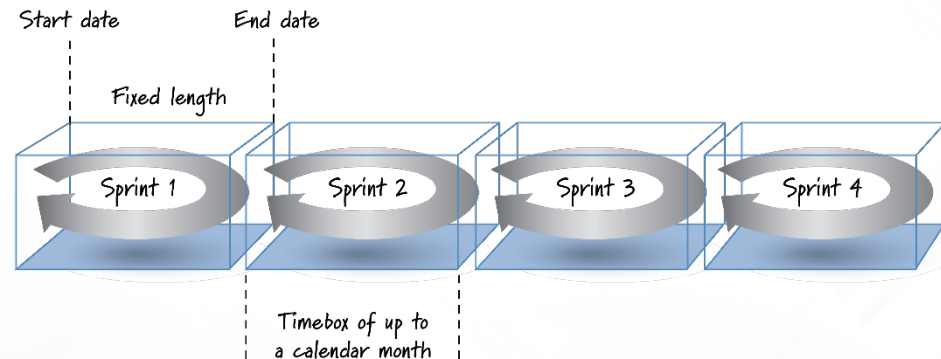 Start date
End date
Fixed length
Sprint 1
Sprint 2
Sprint 3
Sprint 4
Timebox of up to
a calendar month